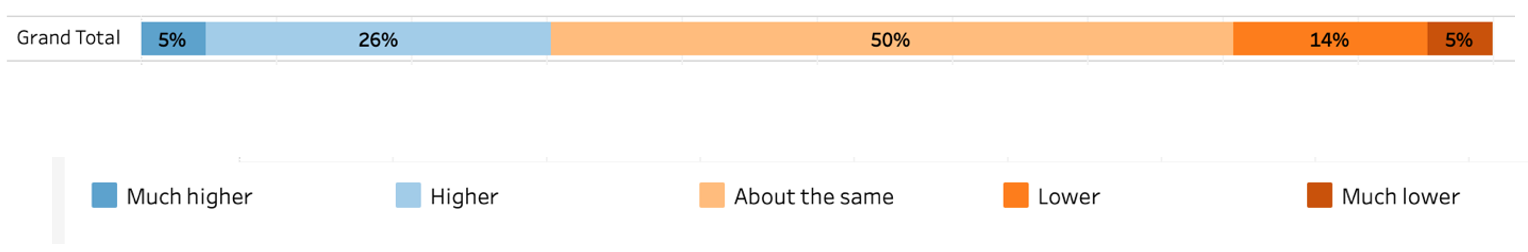 Grand Total 5% 26% 50% 14% 5%
Much higher Higher About the same Lower Much lower